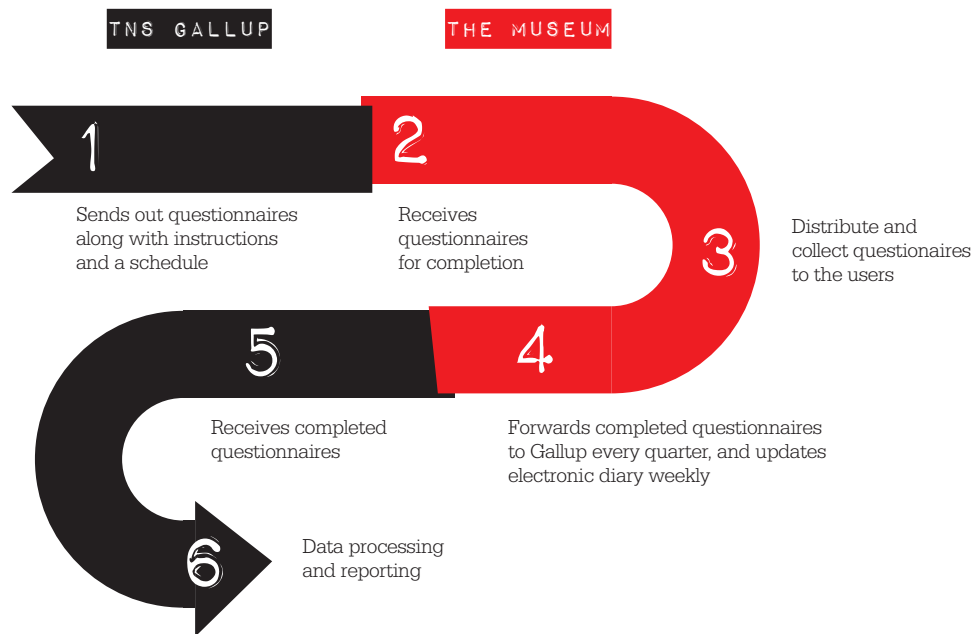 TNS GALLUP
THE MUSEUM
1
2
Sends out questionnaires
along with instructions
and a schedule
Receives
questionnaires
for completion
3
Distribute and
collect questionaires
to the users
5
4
Receives completed
questionnaires
Forwards completed questionnaires
to Gallup every quarter, and updates
electronic diary weekly
6
Data processing
and reporting